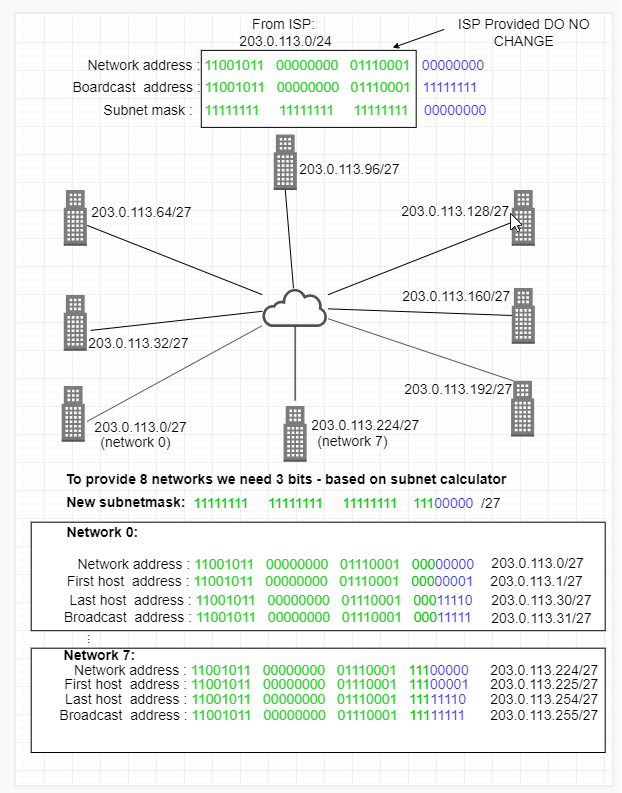 From ISP:
203.0.113.0/24
ISP Provided DO NO
CHANGE
Network address : 11001011 00000000 01110001 00000000
Boardcast address : 11001011 00000000 01110001 11111111
Subnet mask : 11111111 11111111 11111111 00000000
203.0.113.96/27
203.0.113.64/27
203.0.113.128/27
203.0.113.160/27
203.0.113.32/27
203.0.113.192/27
203.0.113.0/27
(network 0)
203.0.113.224/27
(network 7)
To provide 8 networks we need 3 bits - based on subnet calculator
New subnetmask: 11111111 11111111 11111111 11100000 /27
Network 0:
Network address : 11001011 00000000 01110001 00000000 203.0.113.0/27
First host address : 11001011 00000000 01110001 00000001 203.0.113.1/27
Last host address : 11001011 00000000 01110001 00011110 203.0.113.30/27
Broadcast address : 11001011 00000000 01110001 00011111 203.0.113.31/27
⋮
Network 7:
Network address : 11001011 00000000 01110001 11100000 203.0.113.224/27
First host address : 11001011 00000000 01110001 11100001 203.0.113.225/27
Last host address : 11001011 00000000 01110001 11111110 203.0.113.254/27
Broadcast address : 11001011 00000000 01110001 11111111 203.0.113.255/27